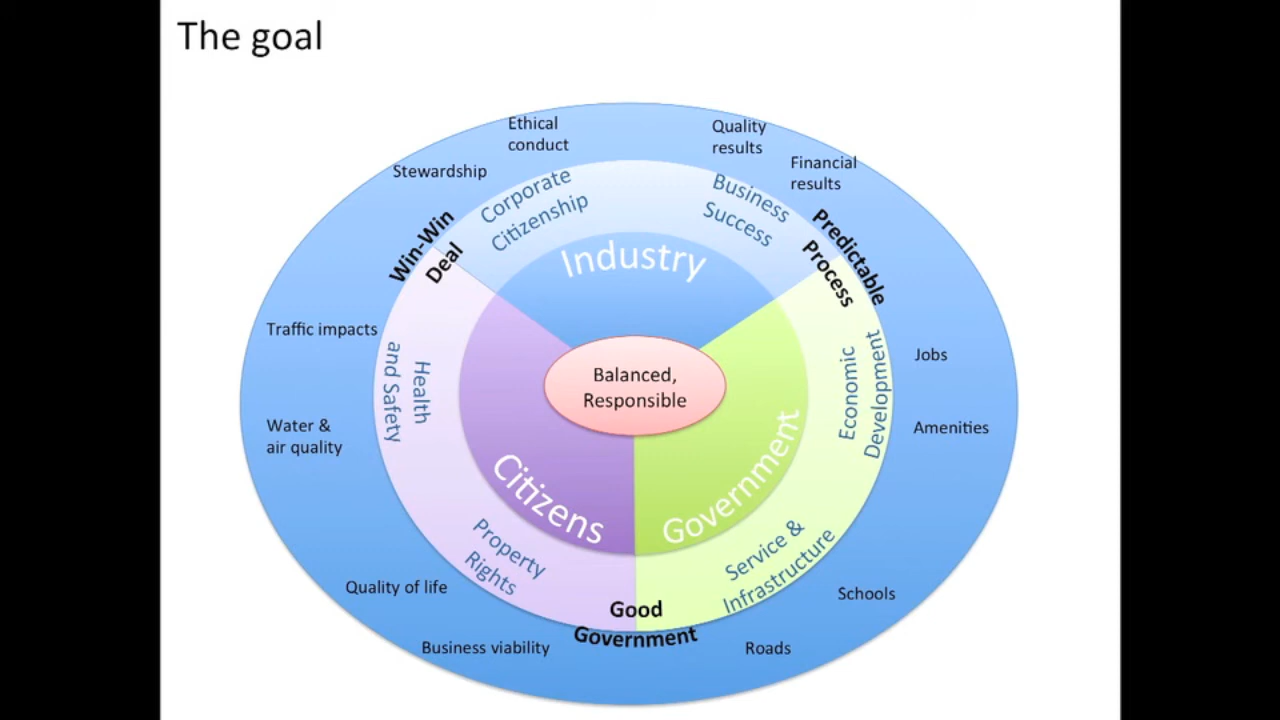 The goal
Ethical
conduct
Quality
results
Stewardship
Financial
results
Corporate
Citizenship
Business
Success
Win-Win
Deal
Predictable
Process
Industry
Traffic impacts
Health
and Safety
Water &
air quality
Balanced,
Responsible
Economic
Development
Jobs
Amenities
Citizens
Government
Property
Rights
Service &
Infrastructure
Quality of life
Business viability
Good
Government
Schools
Roads